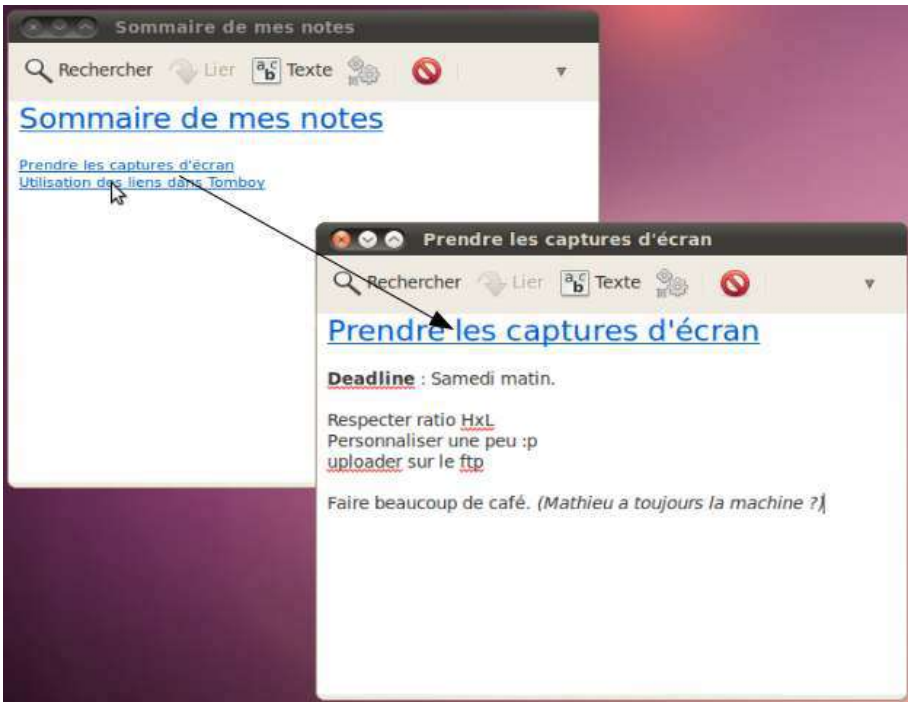 Sommaire de mes notes
Rechercher Lier Texte
Sommaire de mes notes
Prendre les captures d'écran
Utilisation des liens dans Tomboy
Prendre les captures d'écran
Rechercher Lier Texte
Prendre les captures d'écran
Deadline : Samedi matin.
Respecter ratio HxL
Personnaliser une peu :p
uploader sur le ftp
Faire beaucoup de café. (Mathieu a toujours la machine ?)